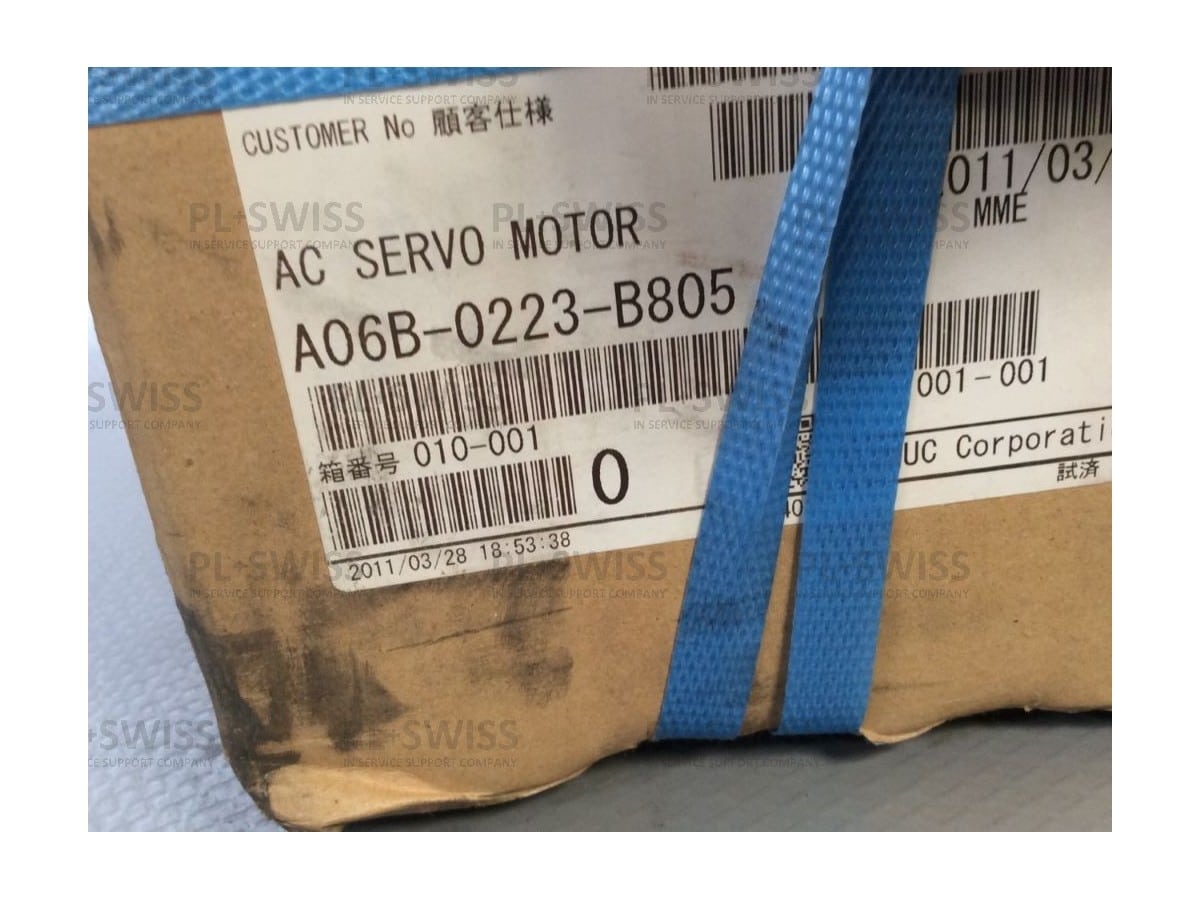 CUSTOMER No 顧客仕様
011/03/
MME
AC SERVO MOTOR
A06B-0223-B805
001-001
箱番号 010-001
0
UC Corporati
試済
40
2011/03/28 18:53:38
PL+SWISS
IN SERVICE SUPPORT COMPANY